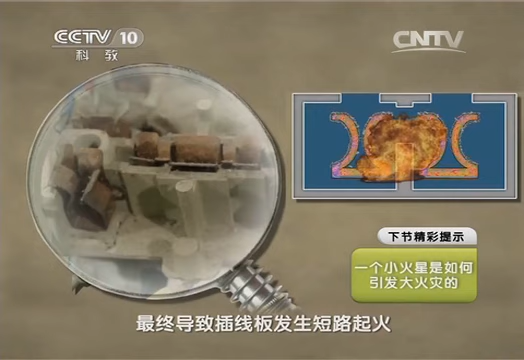 CCTV 10
科教
CNTV
下节精彩提示
一个小火星是如何
引发大火灾的
最终导致插线板发生短路起火